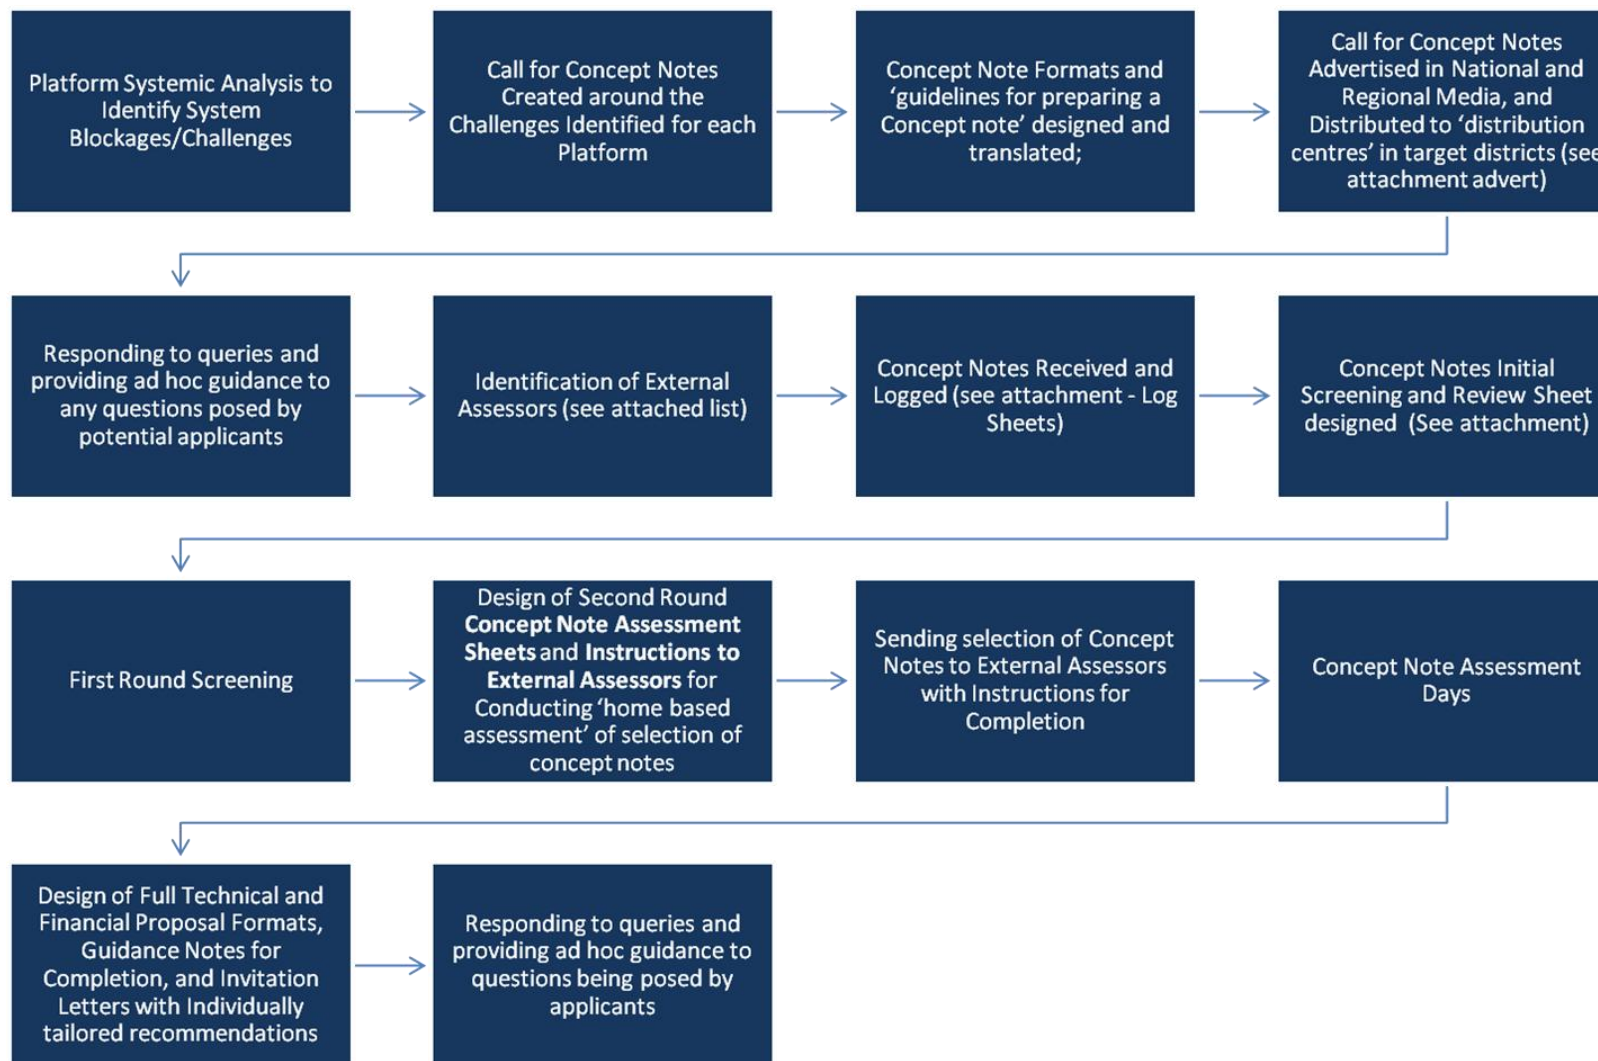 Platform Systemic Analysis to
Identify System
Blockages/Challenges
Call for Concept Notes
Created around the
Challenges Identified for each
Platform
Concept Note Formats and
‘guidelines for preparing a
Concept note’ designed and
translated;
Call for Concept Notes
Advertised in National and
Regional Media, and
Distributed to ‘distribution
centres’ in target districts (see
attachment advert)
Responding to queries and
providing ad hoc guidance to
any questions posed by
potential applicants
Identification of External
Assessors (see attached list)
Concept Notes Received and
Logged (see attachment - Log
Sheets)
Concept Notes Initial
Screening and Review Sheet
designed (See attachment)
First Round Screening
Design of Second Round
Concept Note Assessment
Sheets and Instructions to
External Assessors for
Conducting ‘home based
assessment’ of selection of
concept notes
Sending selection of Concept
Notes to External Assessors
with Instructions for
Completion
Concept Note Assessment
Days
Design of Full Technical and
Financial Proposal Formats,
Guidance Notes for
Completion, and Invitation
Letters with Individually
tailored recommendations
Responding to queries and
providing ad hoc guidance to
questions being posed by
applicants